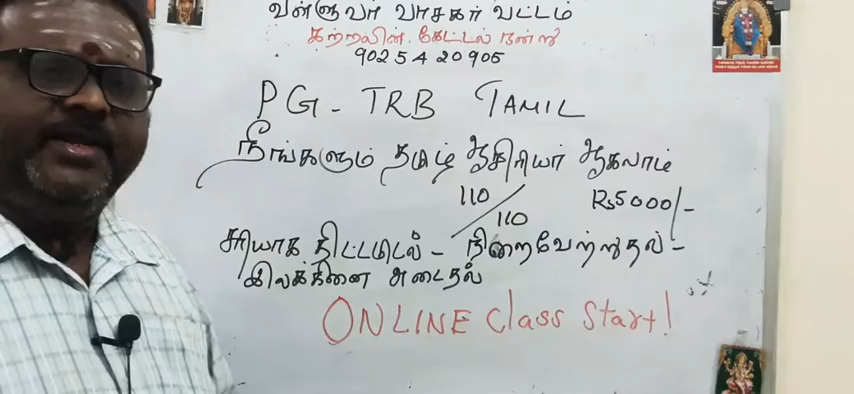 வள்ளுவர் வாசகர் வட்டம்
கற்றலின் கேட்டல் நன்று
9025420905
PG - TRB TAMIL
நீங்களும் தமிழ் ஆசிரியர் ஆகலாம்
110/110 Rs5000/-
சரியாக திட்டமிடல் - நிறைவேற்றுதல் -
இலக்கினை அடைதல்
ONLINE Class Start!